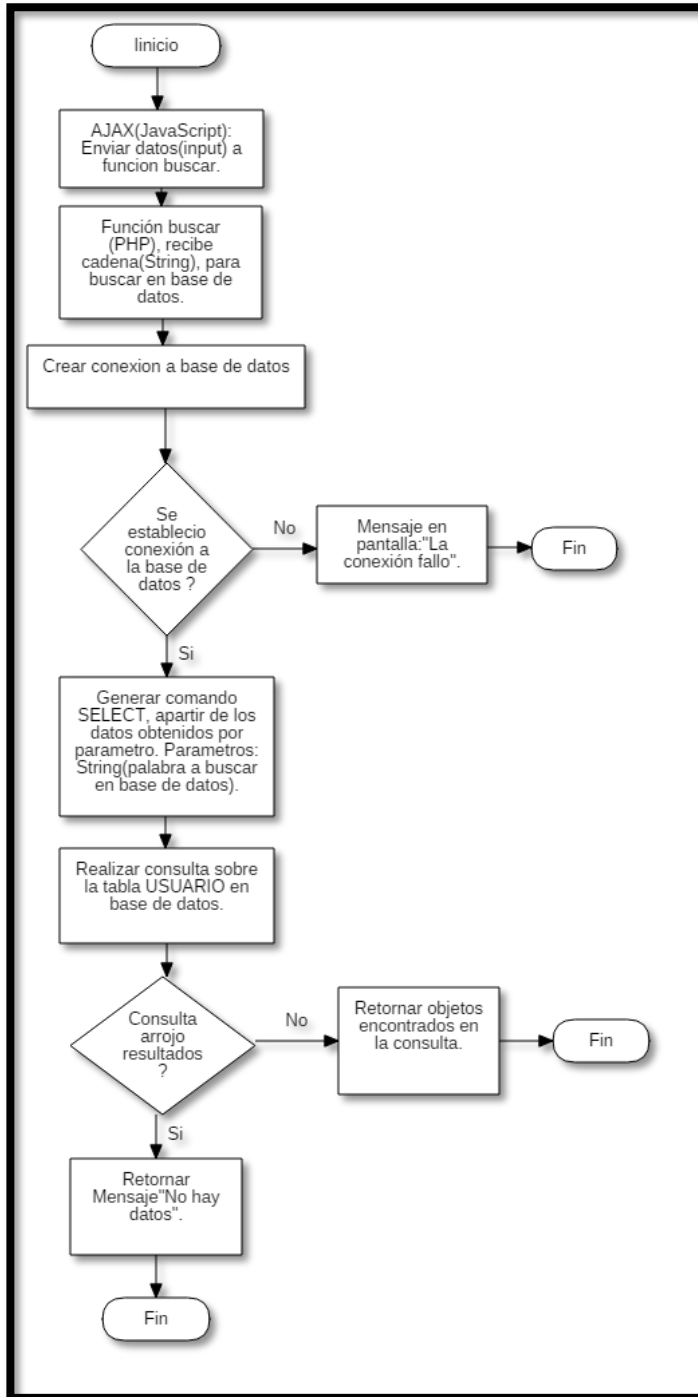 Iinicio
AJAX(JavaScript):
Enviar datos(input) a
funcion buscar.
Función buscar
(PHP), recibe
cadena(String), para
buscar en base de
datos.
Crear conexion a base de datos
Se
establecio
conexión a
la base de
datos ?
No
Mensaje en
pantalla:"La
conexión fallo".
Fin
Si
Generar comando
SELECT, apartir de los
datos obtenidos por
parametro. Parametros:
String(palabra a buscar
en base de datos).
Realizar consulta sobre
la tabla USUARIO en
base de datos.
Consulta
arrojo
resultados
?
No
Retornar objetos
encontrados en
la consulta.
Fin
Si
Retornar
Mensaje"No hay
datos".
Fin